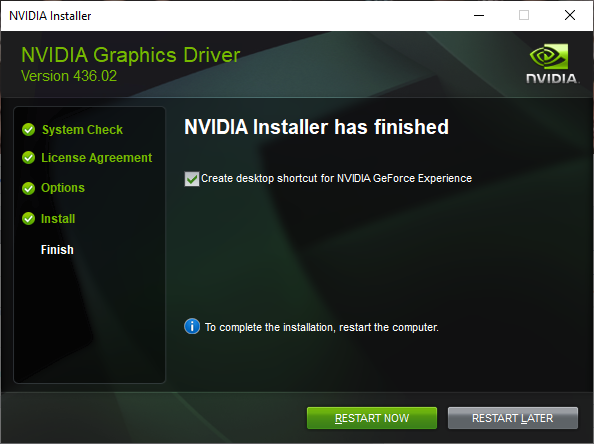 NVIDIA Installer
NVIDIA Graphics Driver
Version 436.02
NVIDIA.
System Check
License Agreement
Options
Install
Finish
NVIDIA Installer has finished
Create desktop shortcut for NVIDIA GeForce Experience
To complete the installation, restart the computer.
RESTART NOW
RESTART LATER